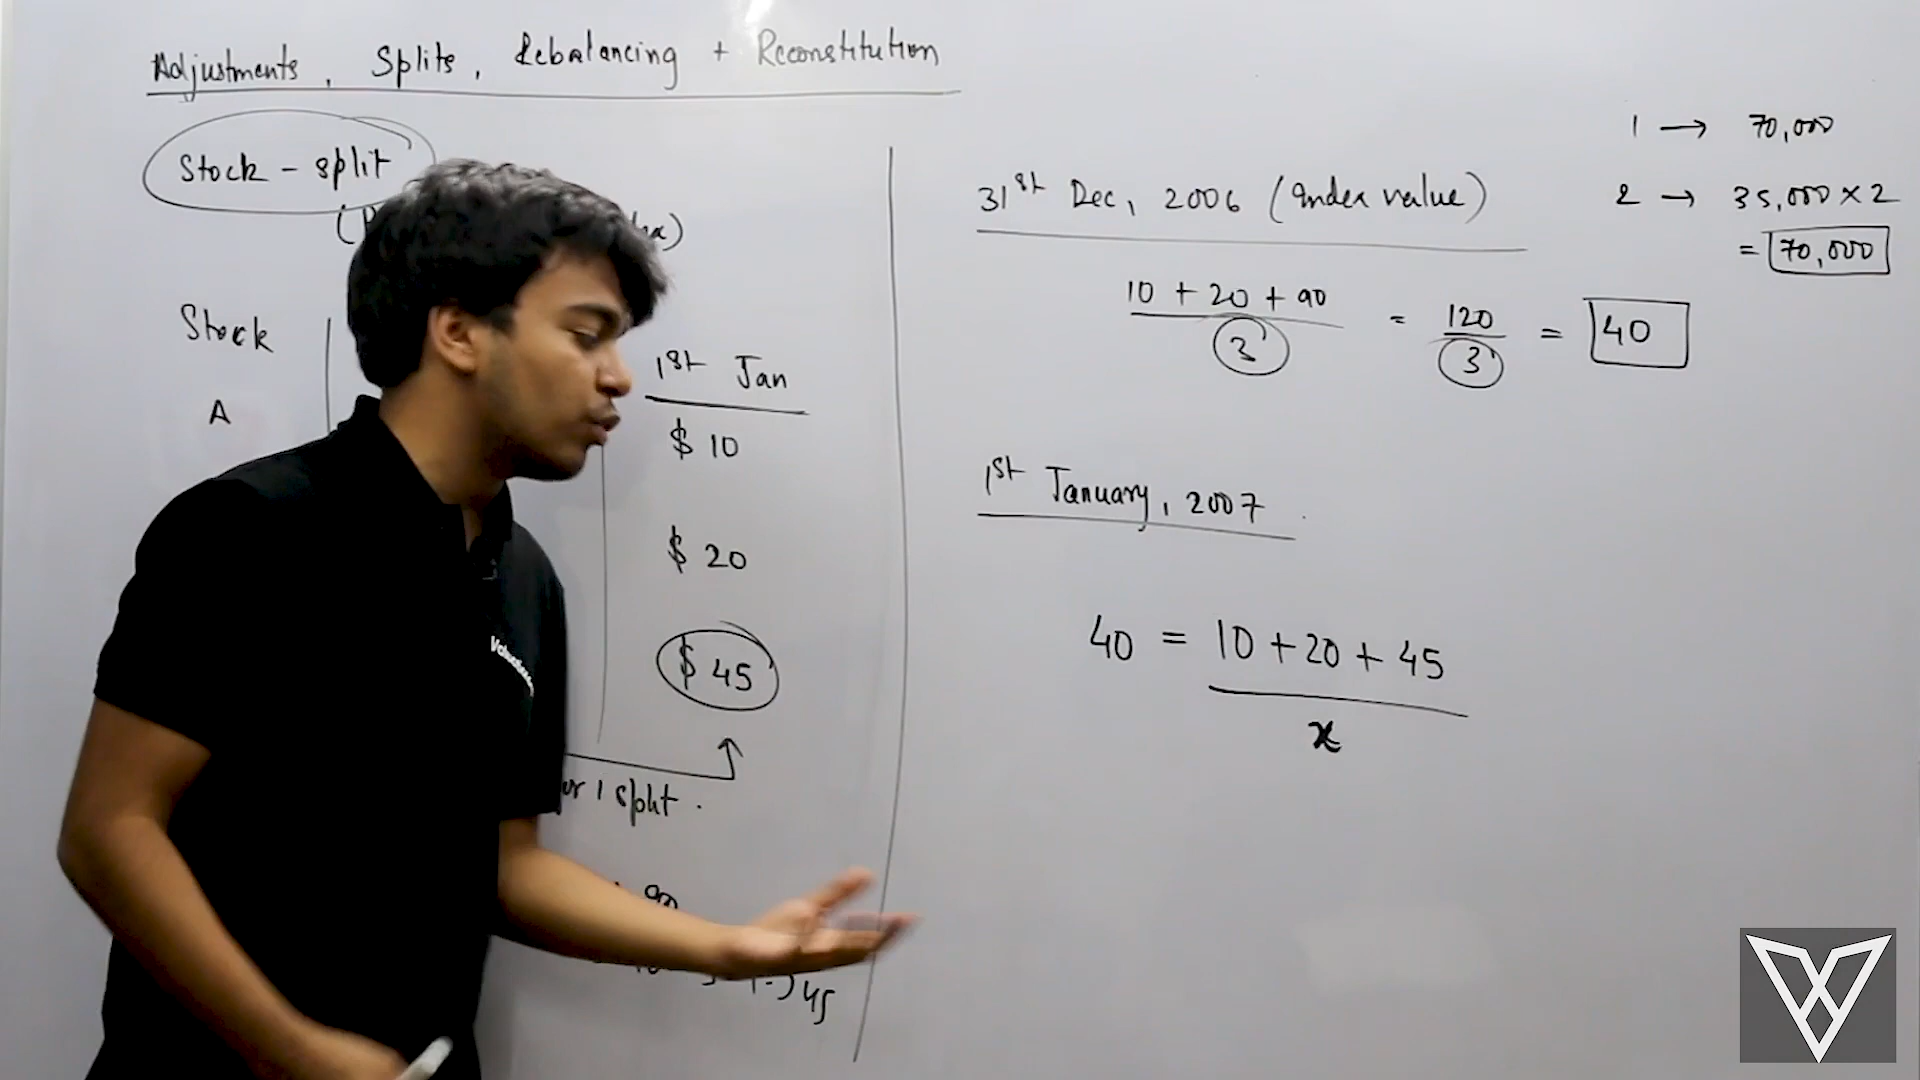 Adjustments, Splits, Rebalancing + Reconstitution
Stock - split
Stock
A
1st Jan
$ 10
$ 20
$ 45
1 split.
90
(-) 45
31st Dec, 2006 (Index value)
10 + 20 + 90 / 3 = 120 / 3 = 40
1st January, 2007
40 = 10 + 20 + 45 / x
1 → 70,000
2 → 35,000 × 2
= 70,000